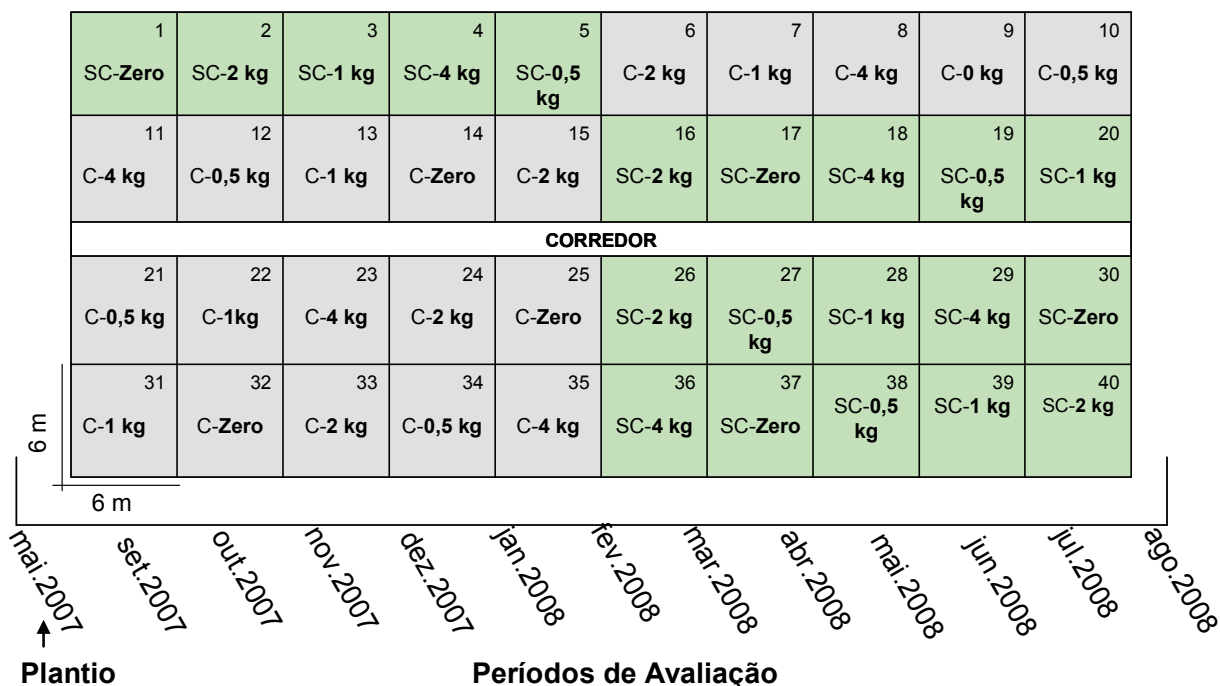 1 2 3 4 5 6 7 8 9 10
SC-Zero SC-2 kg SC-1 kg SC-4 kg SC-0,5 kg C-2 kg C-1 kg C-4 kg C-0 kg C-0,5 kg
11 12 13 14 15 16 17 18 19 20
C-4 kg C-0,5 kg C-1 kg C-Zero C-2 kg SC-2 kg SC-Zero SC-4 kg SC-0,5 kg SC-1 kg
CORREDOR
21 22 23 24 25 26 27 28 29 30
C-0,5 kg C-1kg C-4 kg C-2 kg C-Zero SC-2 kg SC-0,5 kg SC-1 kg SC-4 kg SC-Zero
31 32 33 34 35 36 37 38 39 40
C-1 kg C-Zero C-2 kg C-0,5 kg C-4 kg SC-4 kg SC-Zero SC-0,5 kg SC-1 kg SC-2 kg
6 m
6 m
mai.2007 set.2007 out.2007 nov.2007 dez.2007 jan.2008 fev.2008 mar.2008 abr.2008 mai.2008 jun.2008 jul.2008 ago.2008
Plantio Períodos de Avaliação